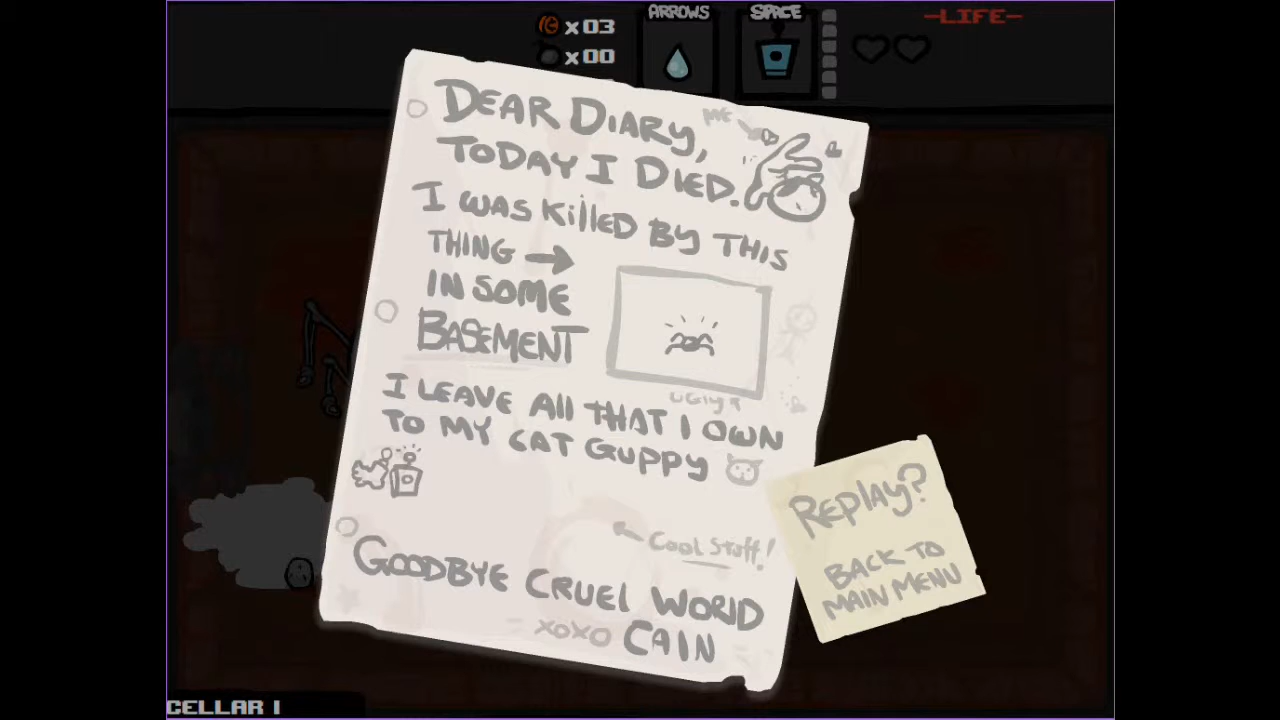 x03
x00
ARROWS
SPACE
-LIFE-
DEAR DIARY,
ME
TODAY I DIED.
I WAS KILLED BY THIS
THING →
IN SOME
BASEMENT
UGLY
I LEAVE ALL THAT I OWN
TO MY CAT GUPPY
← COOL STUFF!
GOODBYE CRUEL WORLD
XOXO CAIN
REPLAY?
BACK TO
MAIN MENU
CELLAR I